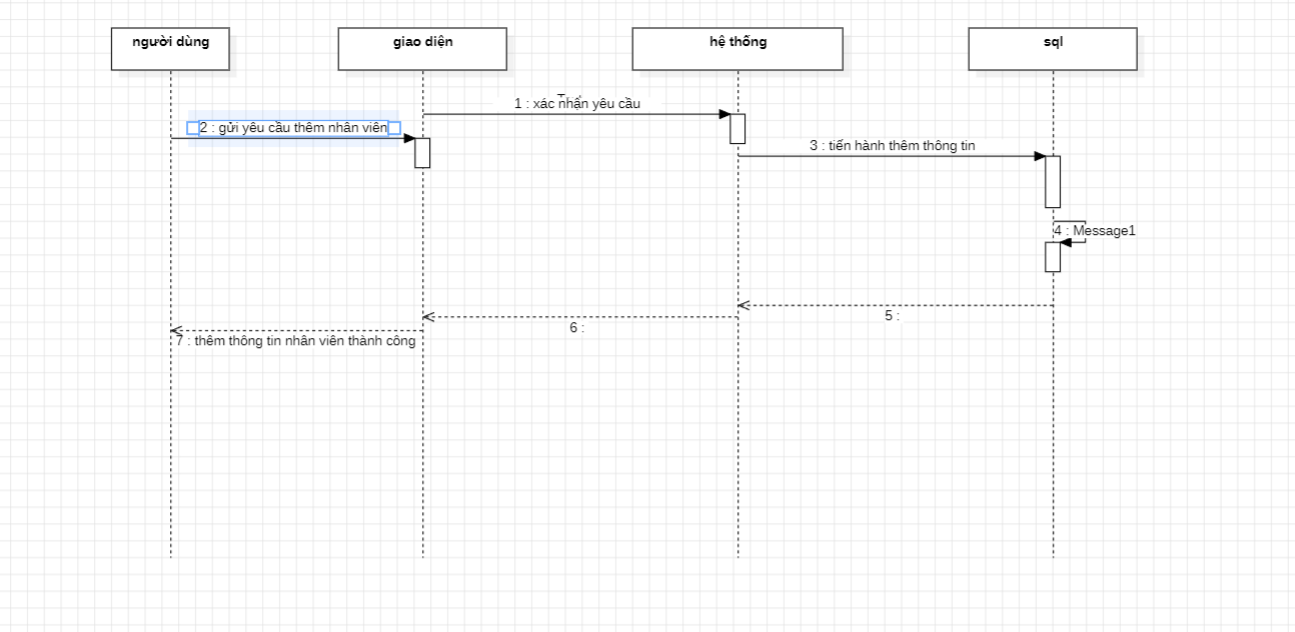 người dùng
giao diện
hệ thống
sql
1 : xác nhận yêu cầu
2 : gửi yêu cầu thêm nhân viên
3 : tiến hành thêm thông tin
4 : Message1
5 :
6 :
7 : thêm thông tin nhân viên thành công